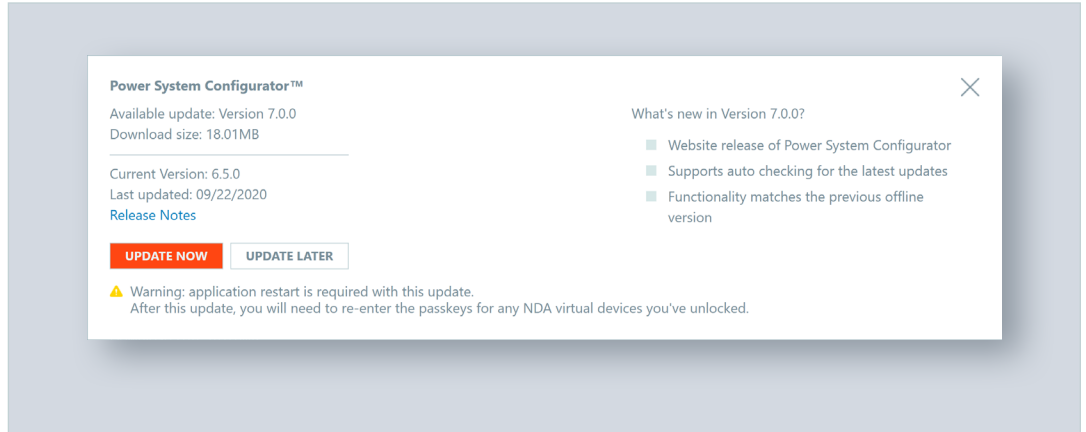 Power System Configurator™
Available update: Version 7.0.0
Download size: 18.01MB
Current Version: 6.5.0
Last updated: 09/22/2020
Release Notes
UPDATE NOW
UPDATE LATER
Warning: application restart is required with this update.
After this update, you will need to re-enter the passkeys for any NDA virtual devices you've unlocked.
What's new in Version 7.0.0?
Website release of Power System Configurator
Supports auto checking for the latest updates
Functionality matches the previous offline
version